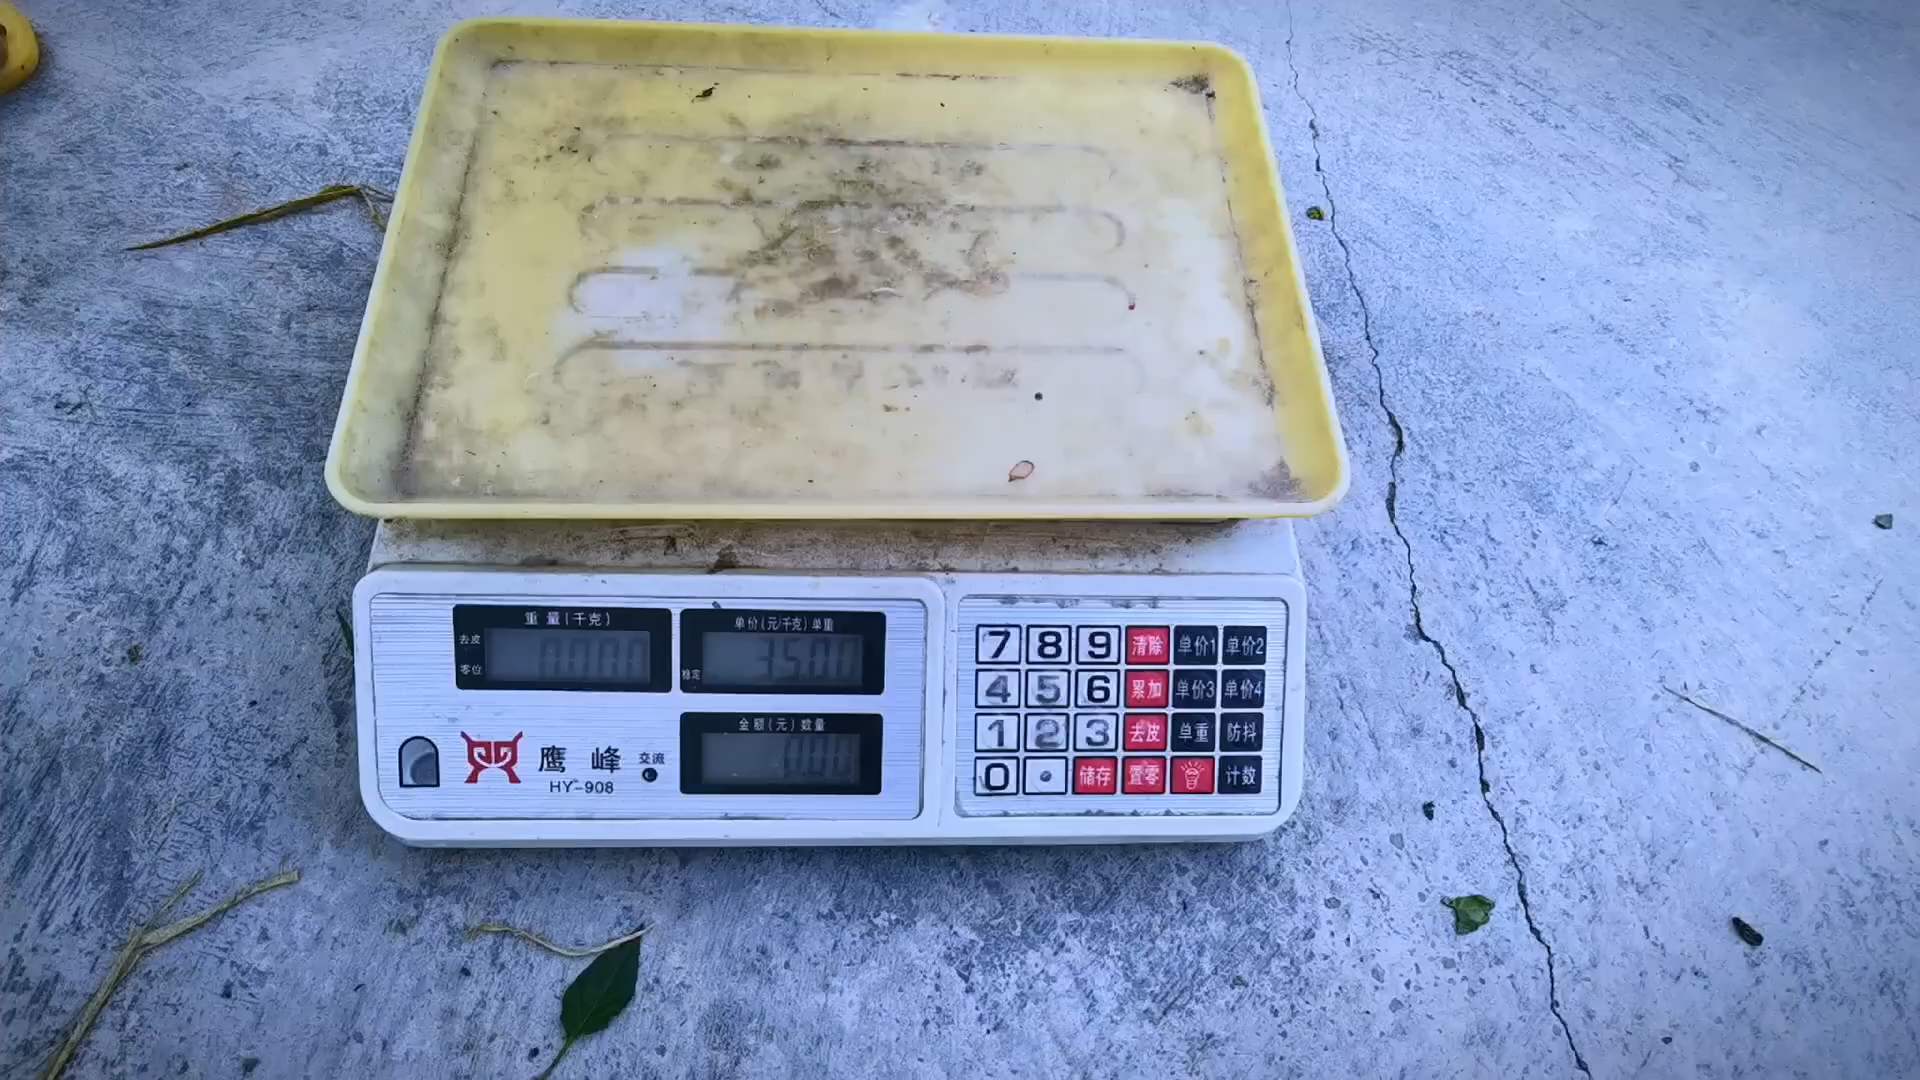 重量(千克)
去皮
零位
0.000
单价(元/千克)单重
稳定
35.00
金额(元)数量
0.00
鹰峰
HY-908
交流
7 8 9 清除 单价1 单价2
4 5 6 累加 单价3 单价4
1 2 3 去皮 单重 防抖
0 . 储存 置零 计数